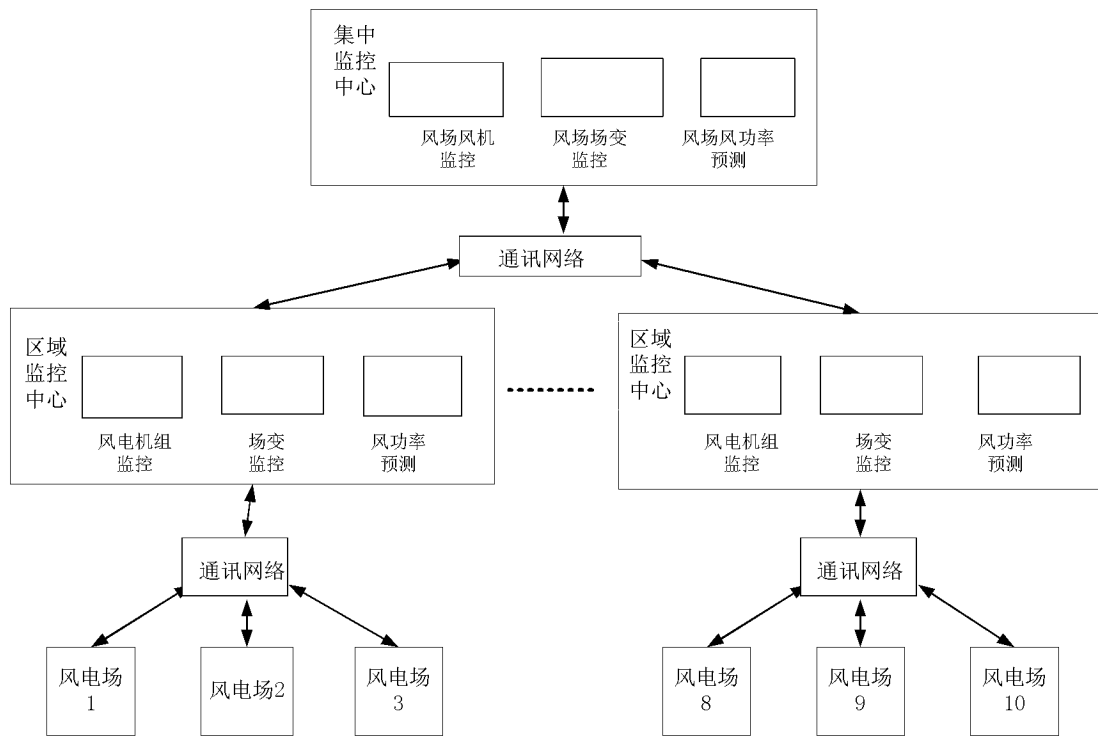 集中
监控
中心
风场风机
监控
风场场变
监控
风场风功率
预测
通讯网络
区域
监控
中心
风电机组
监控
场变
监控
风功率
预测
区域
监控
中心
风电机组
监控
场变
监控
风功率
预测
通讯网络
通讯网络
风电场
1
风电场2
风电场
3
风电场
8
风电场
9
风电场
10